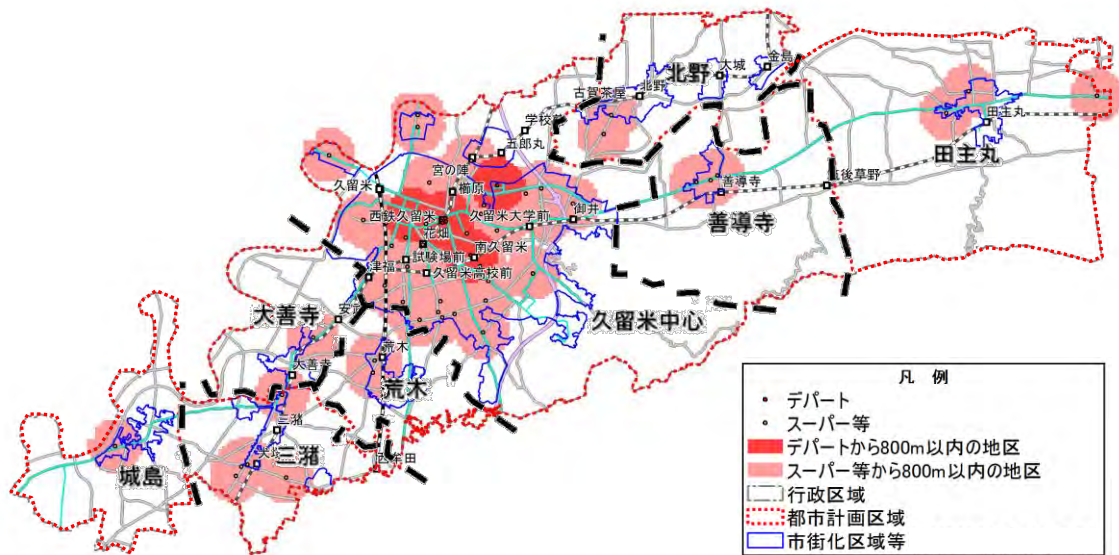 金島
大城
北野
北野
古賀茶屋
学校前
五郎丸
田主丸
田主丸
宮の陣
久留米
櫛原
善導寺
筑後草野
西鉄久留米
久留米大学前
御井
善導寺
花畑
南久留米
試験場前
津福
久留米高校前
大善寺
安武
久留米中心
荒木
大善寺
荒木
三潴
城島
三潴
西牟田
凡 例
デパート
スーパー等
デパートから800m以内の地区
スーパー等から800m以内の地区
行政区域
都市計画区域
市街化区域等